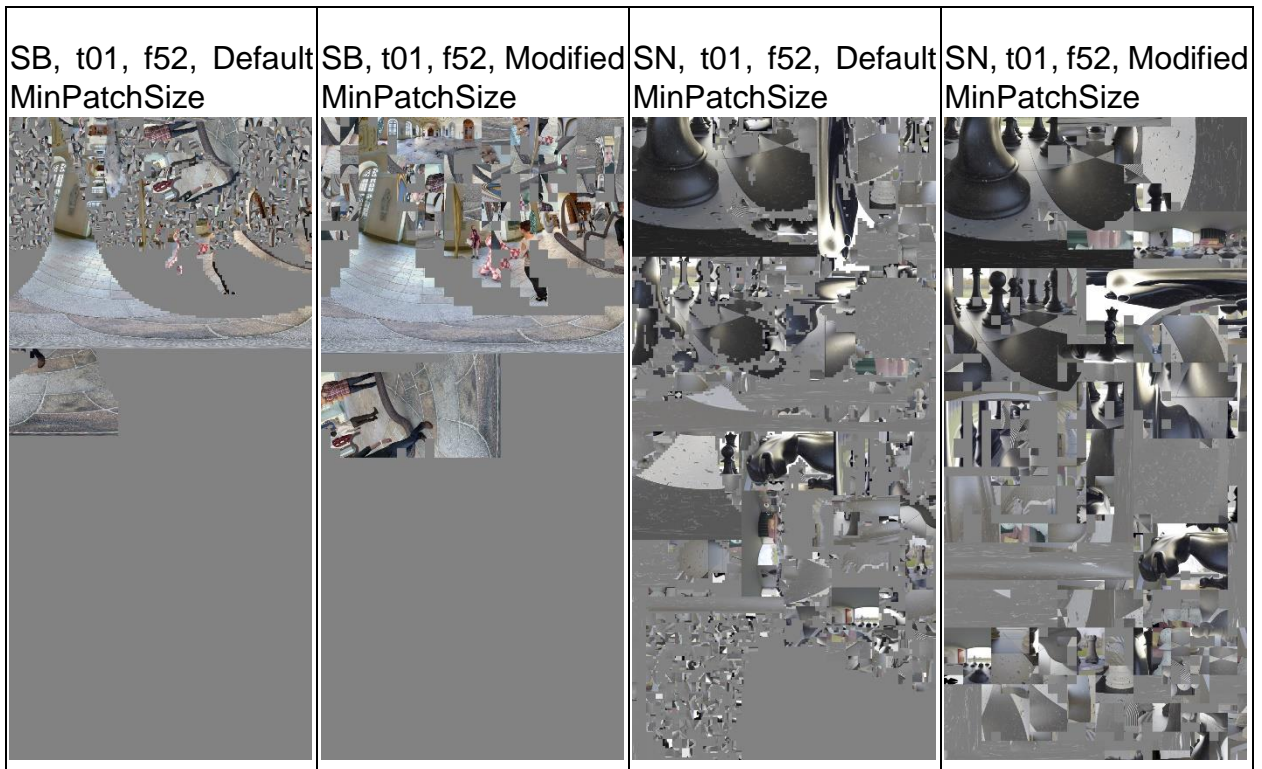 SB, t01, f52, Default
MinPatchSize
SB, t01, f52, Modified
MinPatchSize
SN, t01, f52, Default
MinPatchSize
SN, t01, f52, Modified
MinPatchSize